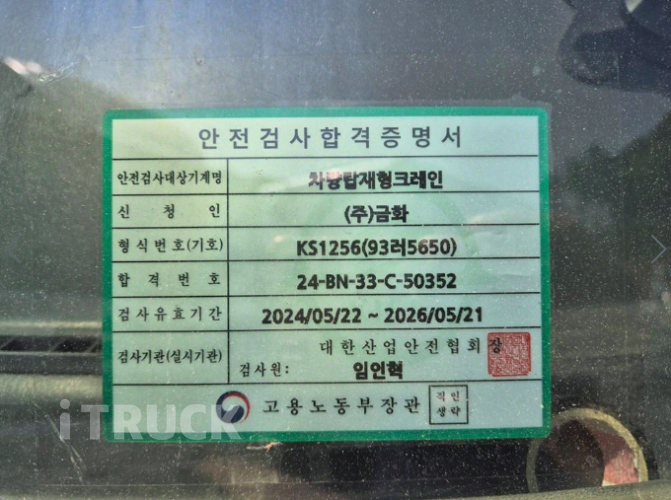 안전검사합격증명서
안전검사대상기계명 차량탑재형크레인
신청인 (주)금화
형식번호(기호) KS1256(93러5650)
합격번호 24-BN-33-C-50352
검사유효기간 2024/05/22 ~ 2026/05/21
검사기관(실시기관) 대한산업안전협회장
검사원: 임인혁
고용노동부장관 직인
생략
iTRUCK